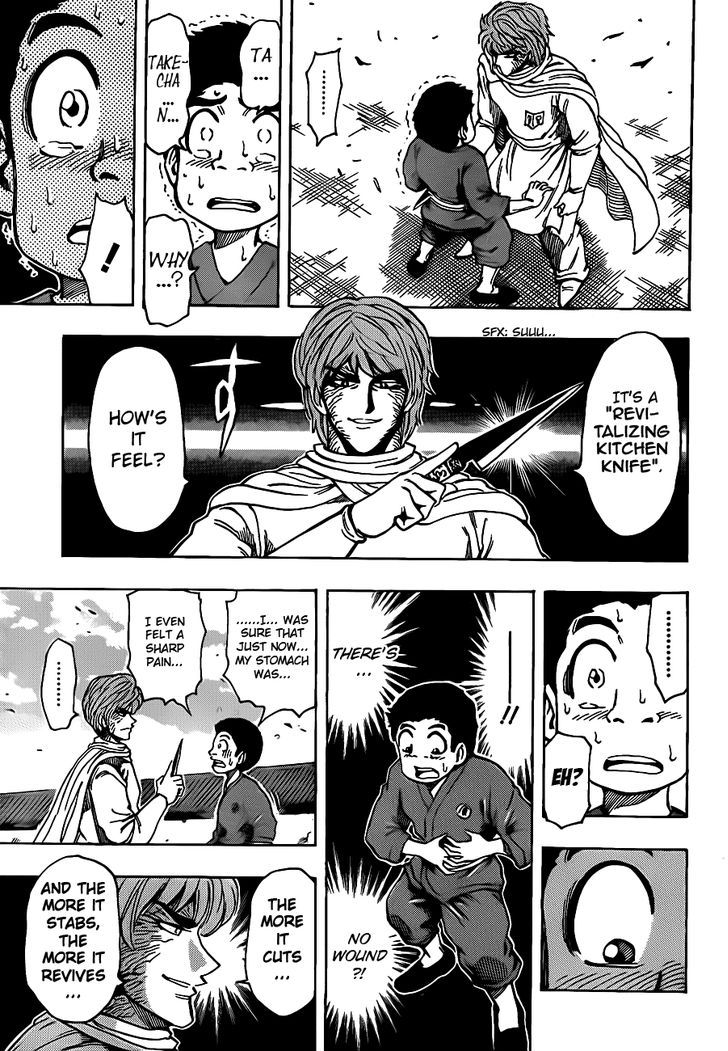 ..........
TA
...
TAKE-
CHA
...
N...
WHY
...?
!
SFX: SUUU...
IT'S A
"REVI-
TALIZING
KITCHEN
KNIFE".
HOW'S
IT
FEEL?
..........
EH?
!!
THERE'S
...
NO
WOUND
?!
......I... WAS
SURE THAT
JUST NOW...
MY STOMACH
WAS...
I EVEN
FELT A
SHARP
PAIN...
..........
THE
MORE IT
CUTS
...
AND THE
MORE IT
STABS,
THE
MORE IT
REVIVES
...